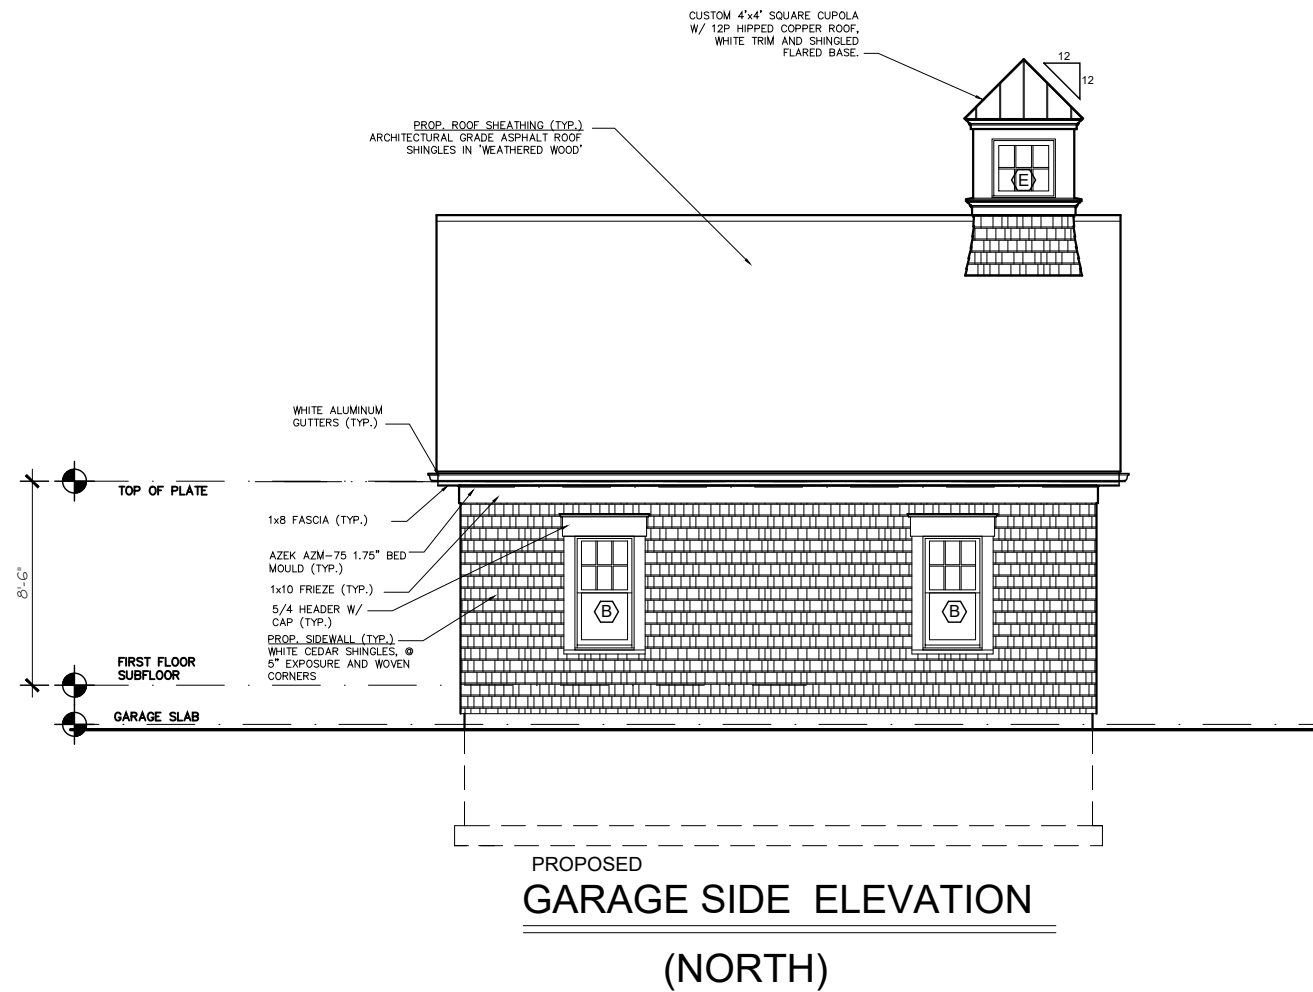 CUSTOM 4'x4' SQUARE CUPOLA
W/ 12P HIPPED COPPER ROOF,
WHITE TRIM AND SHINGLED
FLARED BASE.
12
12
PROP. ROOF SHEATHING (TYP.)
ARCHITECTURAL GRADE ASPHALT ROOF
SHINGLES IN 'WEATHERED WOOD'
E
WHITE ALUMINUM
GUTTERS (TYP.)
TOP OF PLATE
1x8 FASCIA (TYP.)
AZEK AZM-75 1.75" BED
MOULD (TYP.)
1x10 FRIEZE (TYP.)
5/4 HEADER W/
CAP (TYP.)
PROP. SIDEWALL (TYP.)
WHITE CEDAR SHINGLES, @
5" EXPOSURE AND WOVEN
CORNERS
B
B
8'-6"
FIRST FLOOR
SUBFLOOR
GARAGE SLAB
PROPOSED
GARAGE SIDE ELEVATION
(NORTH)